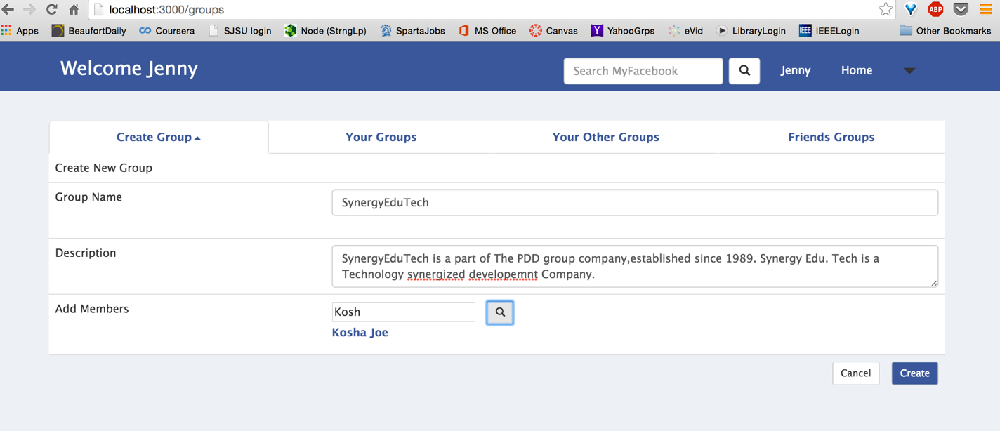 localhost:3000/groups
ABP
Apps BeaufortDaily Coursera SJSU login Node (StrngLp) SpartaJobs MS Office Canvas Y YahooGrps eVid LibraryLogin IEEE IEEELogin Other Bookmarks
Welcome Jenny Search MyFacebook Jenny Home
Create Group Your Groups Your Other Groups Friends Groups
Create New Group
Group Name SynergyEduTech
Description SynergyEduTech is a part of The PDD group company,established since 1989. Synergy Edu. Tech is a
Technology synergized developemnt Company.
Add Members Kosh
Kosha Joe
Cancel Create